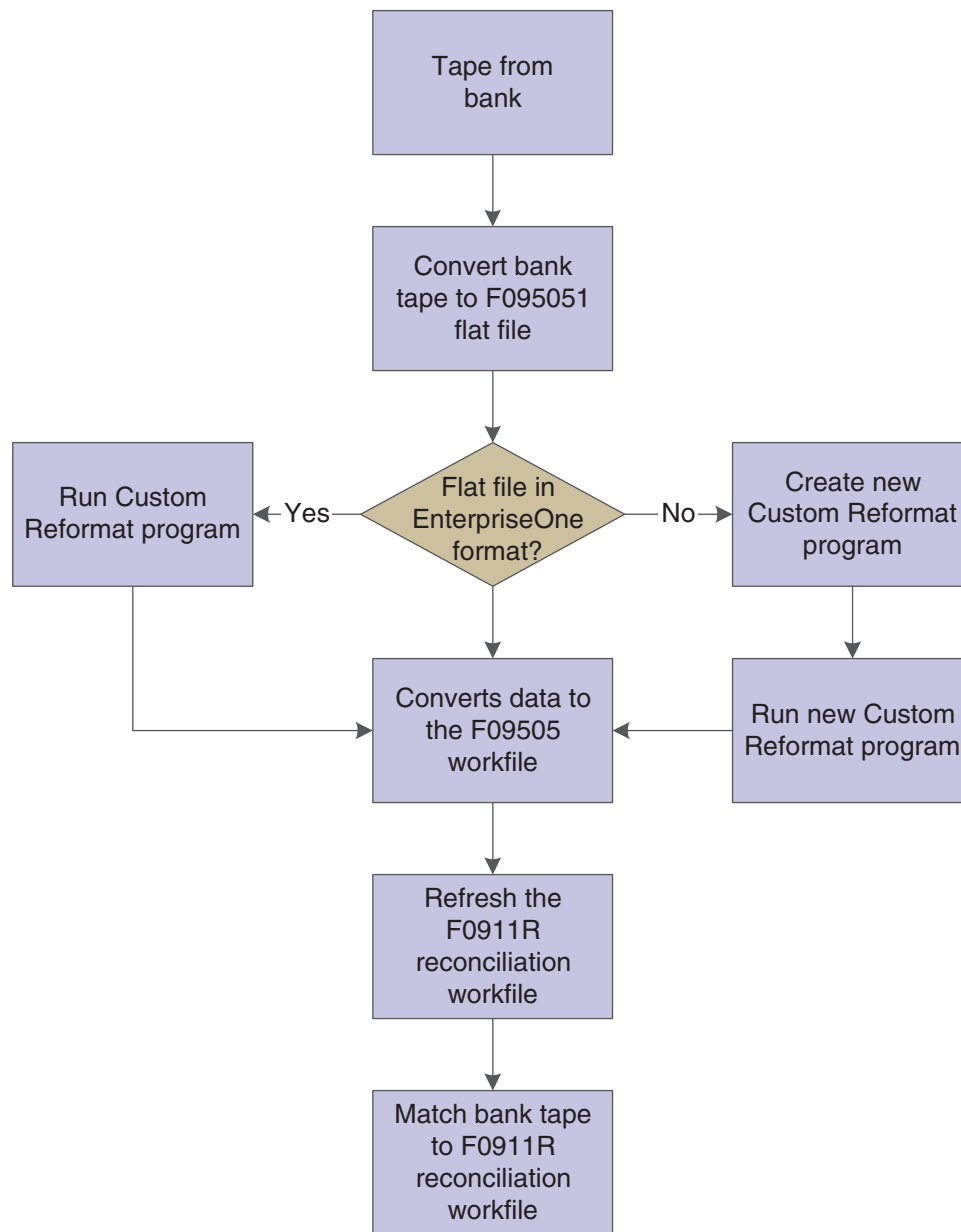 Tape from
bank
Convert bank
tape to F095051
flat file
Run Custom
Reformat program
Yes
Flat file in
EnterpriseOne
format?
No
Create new
Custom Reformat
program
Converts data to
the F09505
workfile
Run new Custom
Reformat program
Refresh the
F0911R
reconciliation
workfile
Match bank tape
to F0911R
reconciliation
workfile